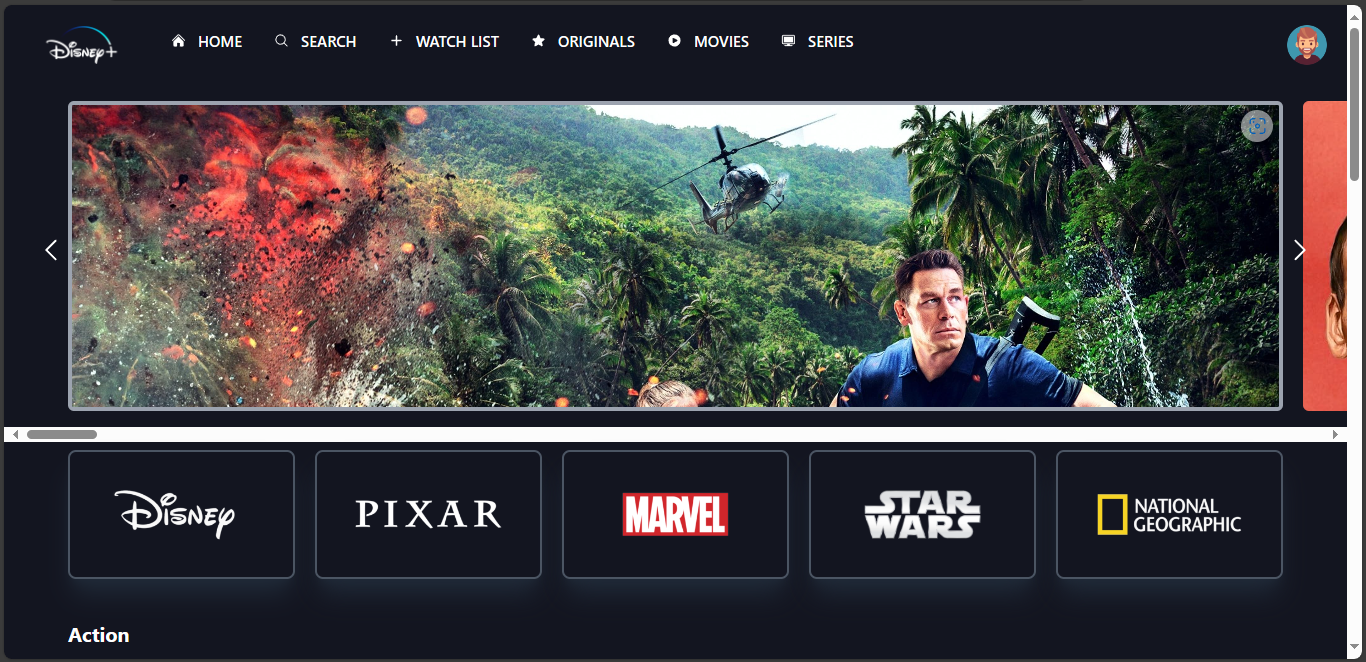 Disney+
HOME
SEARCH
WATCH LIST
ORIGINALS
MOVIES
SERIES
Disney
PIXAR
MARVEL
STAR
WARS
NATIONAL
GEOGRAPHIC
Action